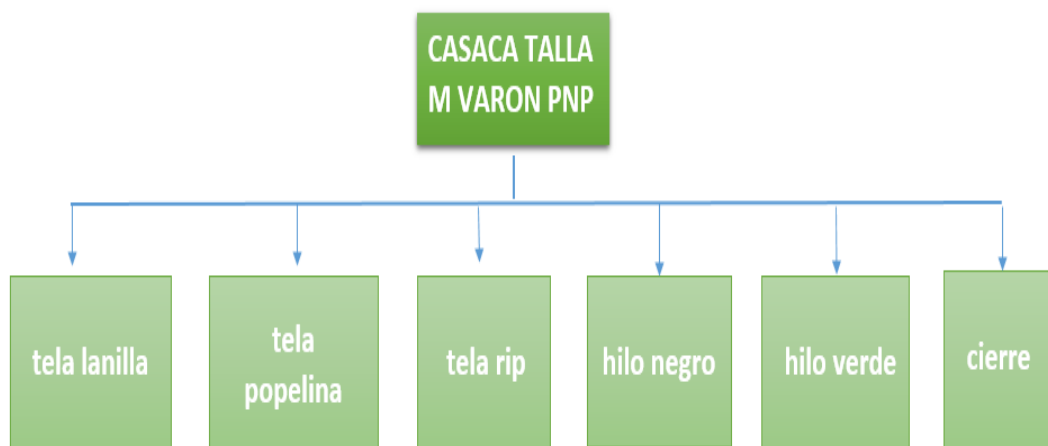 CASACA TALLA
M VARON PNP
tela lanilla
tela
popelina
tela rip
hilo negro
hilo verde
cierre